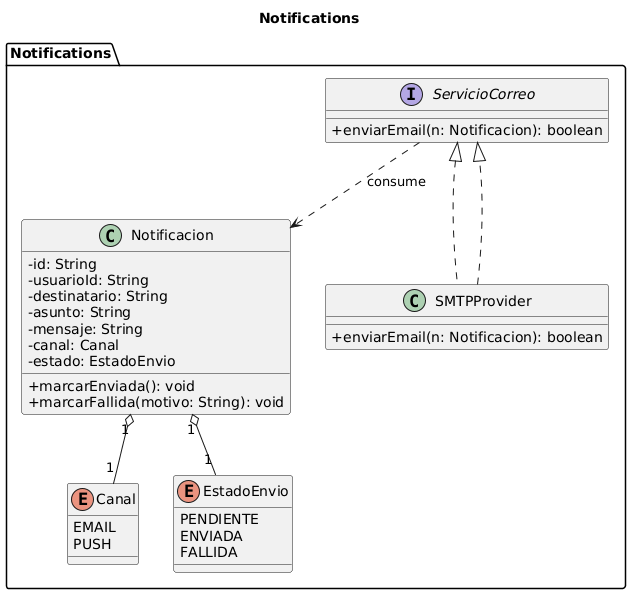 Notifications
Notifications
I ServicioCorreo
+enviarEmail(n: Notificacion): boolean
consume
C Notificacion
-id: String
-usuarioId: String
-destinatario: String
-asunto: String
-mensaje: String
-canal: Canal
-estado: EstadoEnvio
+marcarEnviada(): void
+marcarFallida(motivo: String): void
C SMTPProvider
+enviarEmail(n: Notificacion): boolean
1
1
1
1
E Canal
EMAIL
PUSH
E EstadoEnvio
PENDIENTE
ENVIADA
FALLIDA